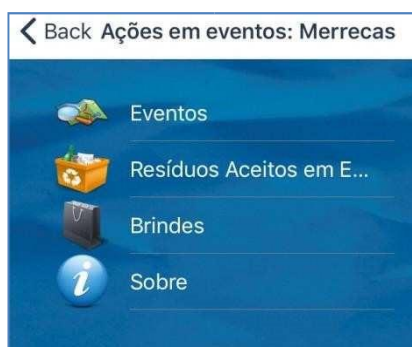 Back Ações em eventos: Merrecas
Eventos
Resíduos Aceitos em E...
Brindes
Sobre